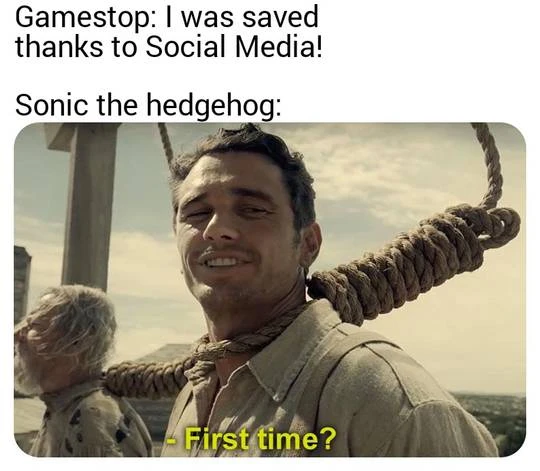 Gamestop: I was saved
thanks to Social Media!
Sonic the hedgehog:
- First time?